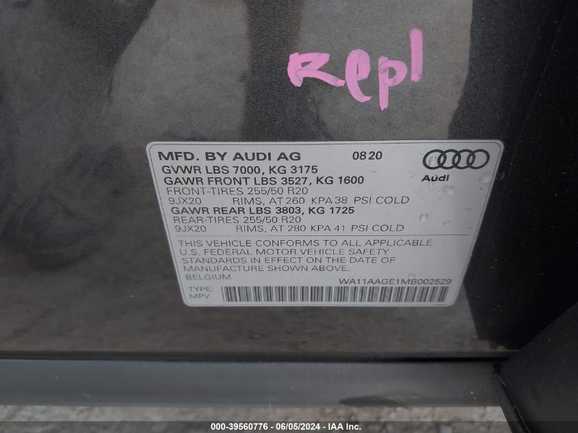 Repl
MFD. BY AUDI AG 08 20
GVWR LBS 7000, KG 3175
GAWR FRONT LBS 3527, KG 1600
FRONT-TIRES 255/50 R20
9JX20 RIMS, AT 260 KPA 38 PSI COLD
GAWR REAR LBS 3803, KG 1725
REAR-TIRES 255/50 R20
9JX20 RIMS, AT 280 KPA 41 PSI COLD
Audi
THIS VEHICLE CONFORMS TO ALL APPLICABLE
U.S. FEDERAL MOTOR VEHICLE SAFETY
STANDARDS IN EFFECT ON THE DATE OF
MANUFACTURE SHOWN ABOVE.
BELGIUM
WA11AAGE1MB002529
TYPE:
MPV
000-39560776 - 06/05/2024 - IAA Inc.